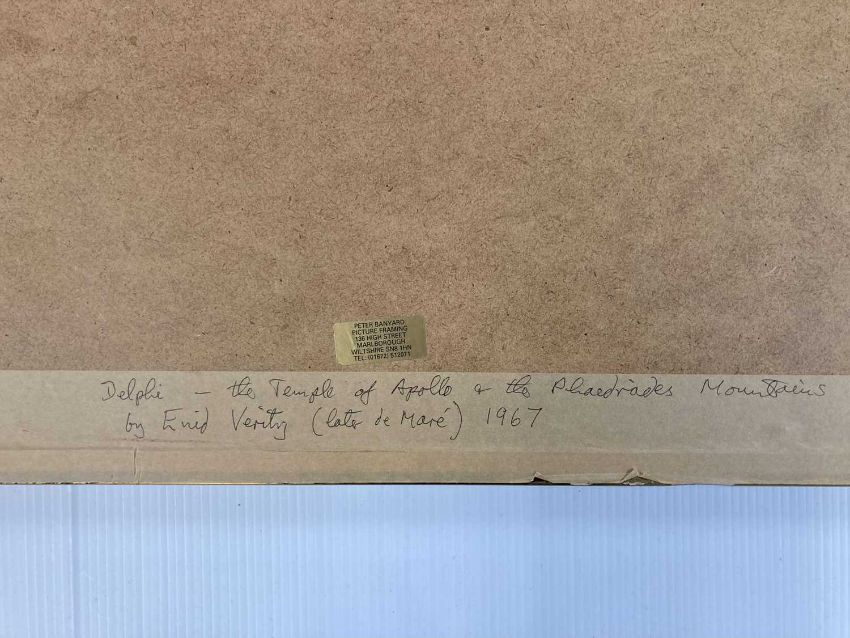 PETER BANYARD
PICTURE FRAMING
136 HIGH STREET
MARLBOROUGH
WILTSHIRE SN8 1HN
TEL: (01672) 512011
Delphi – the Temple of Apollo & the Phaedriades Mountains
by Enid Verity (later de Maré) 1967